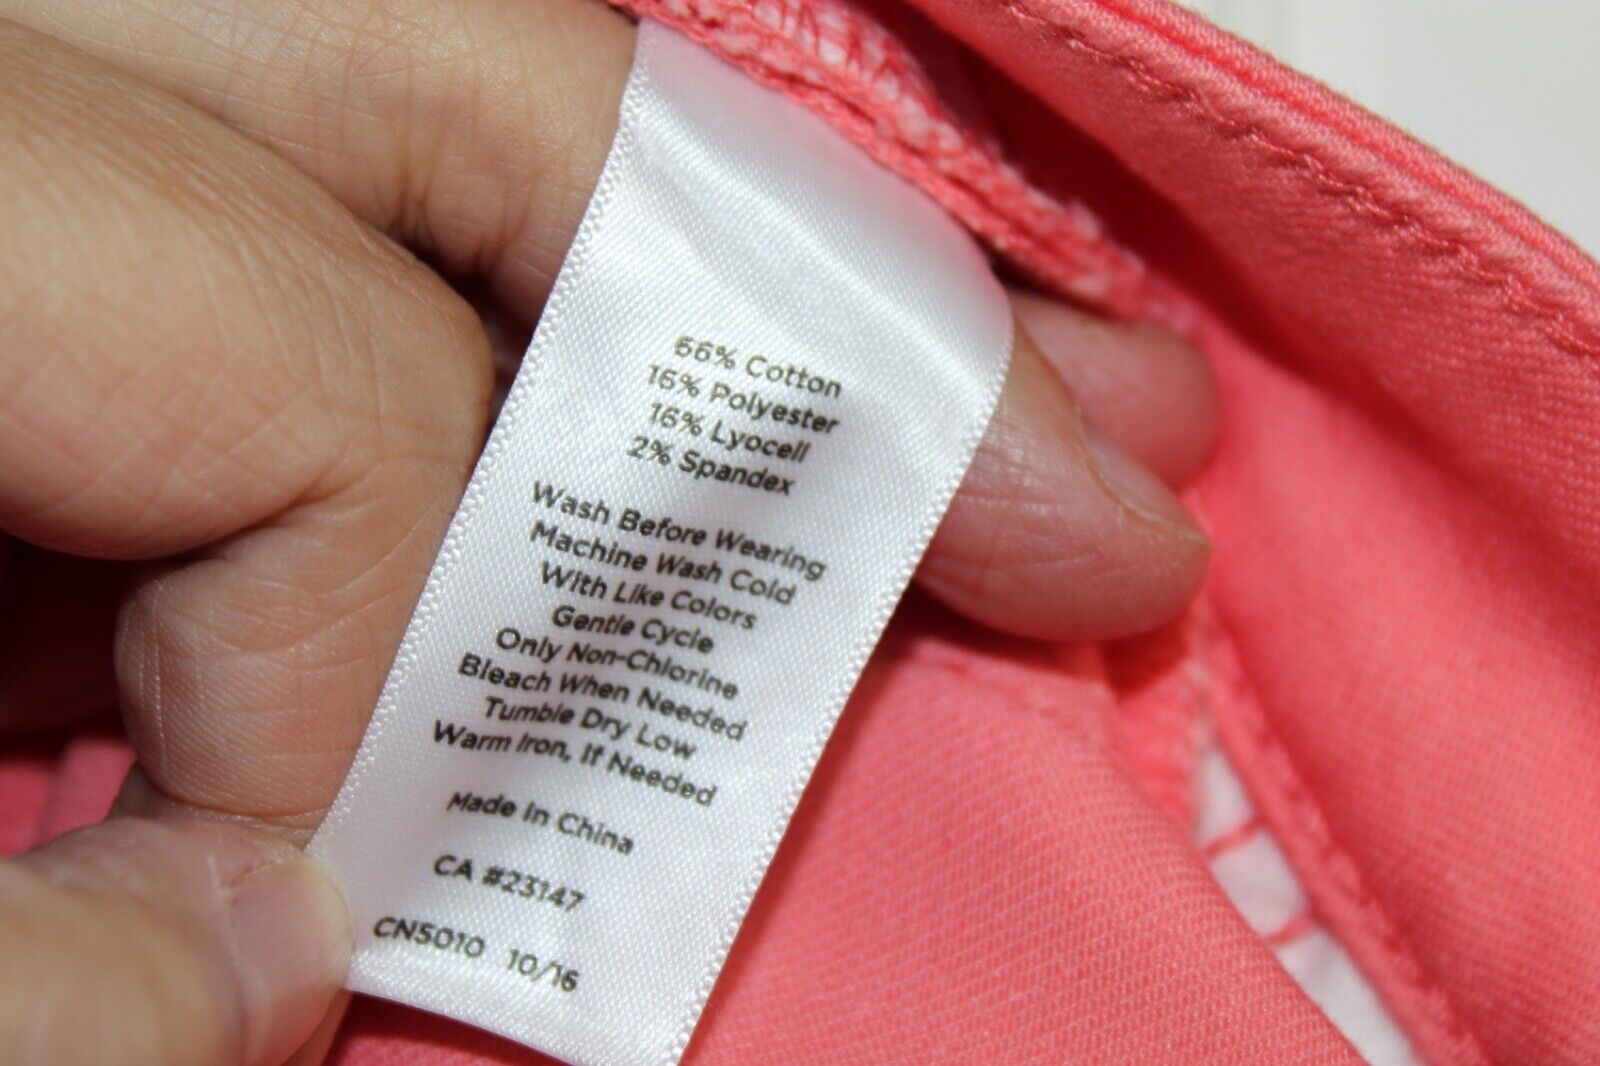 66% Cotton
16% Polyester
16% Lyocell
2% Spandex
Wash Before Wearing
Machine Wash Cold
With Like Colors
Gentle Cycle
Only Non-Chlorine
Bleach When Needed
Tumble Dry Low
Warm Iron, If Needed
Made In China
CA #23147
CN5010 10/16